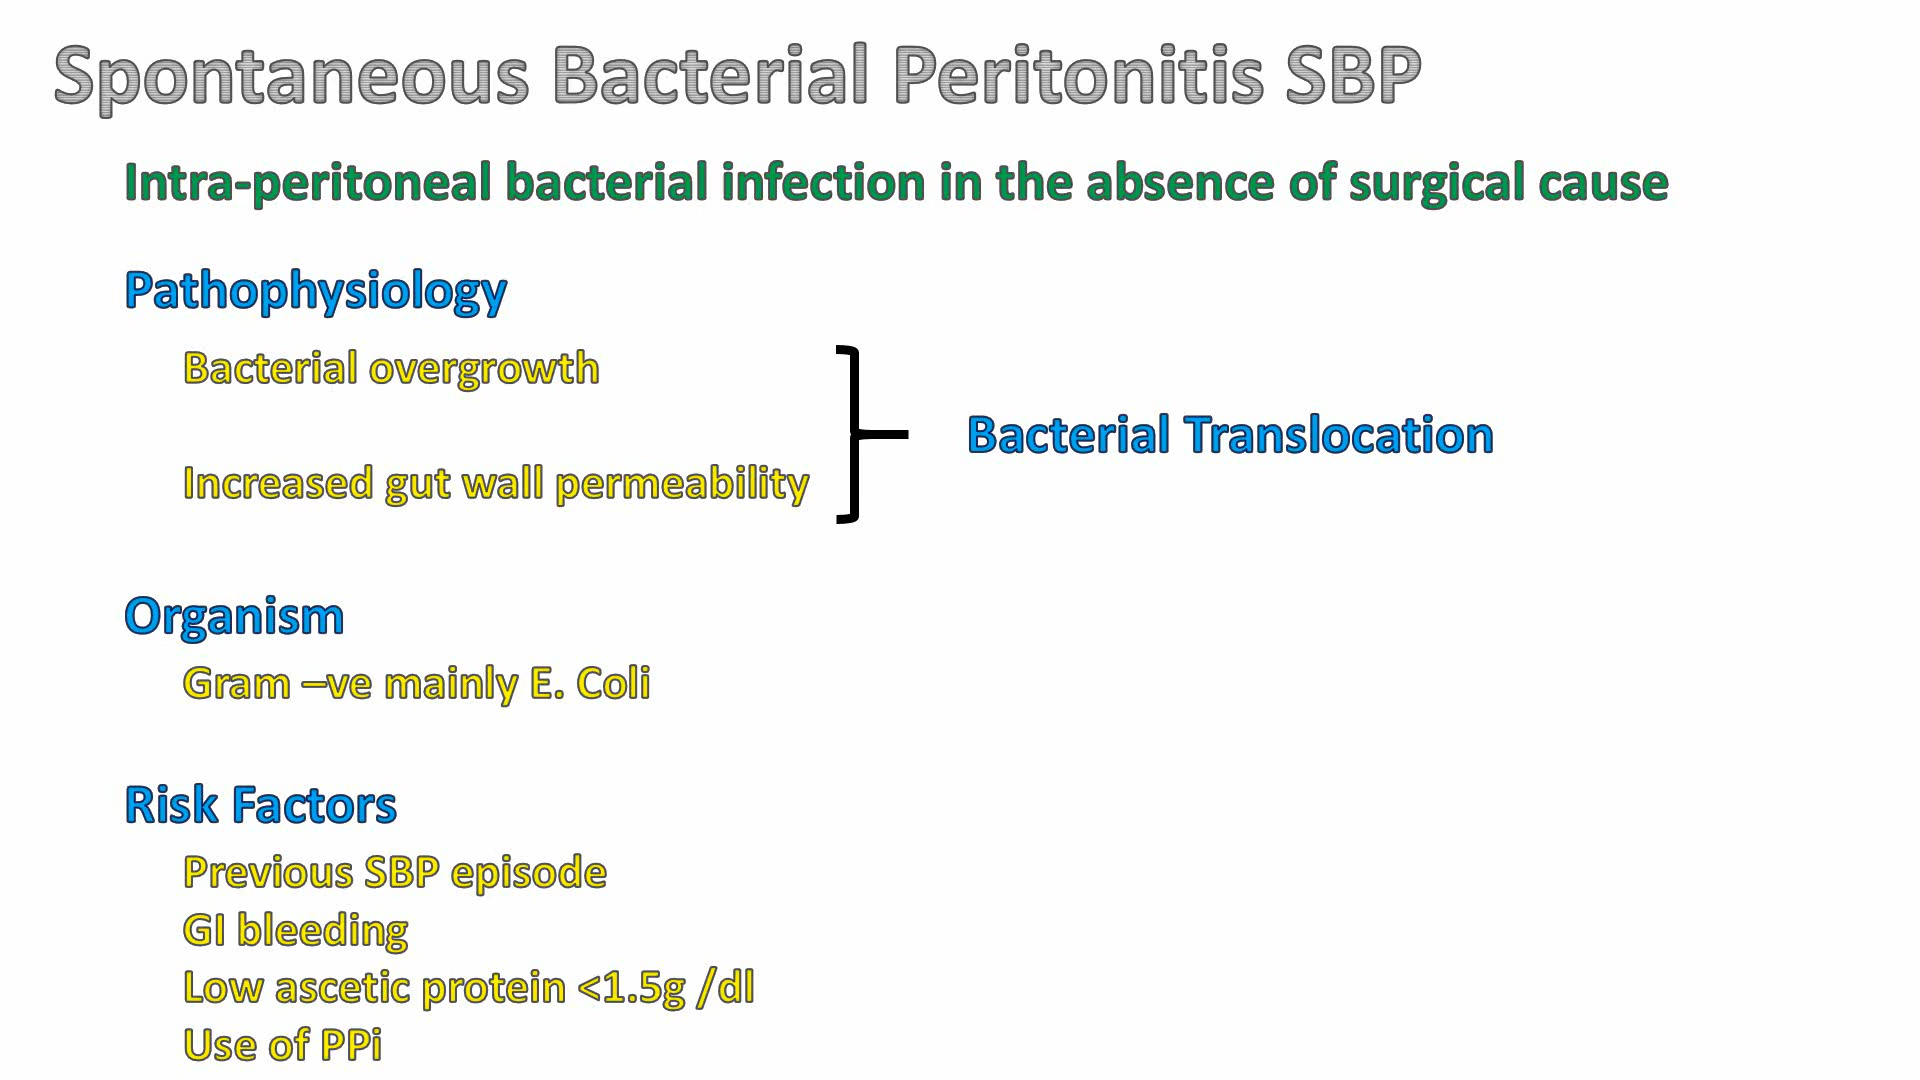 Spontaneous Bacterial Peritonitis SBP
Intra-peritoneal bacterial infection in the absence of surgical cause
Pathophysiology
Bacterial overgrowth
Increased gut wall permeability
Bacterial Translocation
Organism
Gram –ve mainly E. Coli
Risk Factors
Previous SBP episode
GI bleeding
Low ascetic protein <1.5g /dl
Use of PPi